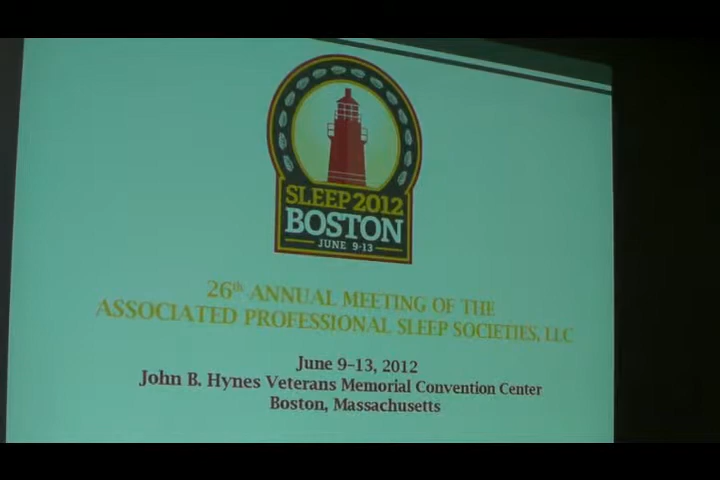 SLEEP 2012
BOSTON
JUNE 9-13
26th ANNUAL MEETING OF THE
ASSOCIATED PROFESSIONAL SLEEP SOCIETIES, LLC
June 9-13, 2012
John B. Hynes Veterans Memorial Convention Center
Boston, Massachusetts